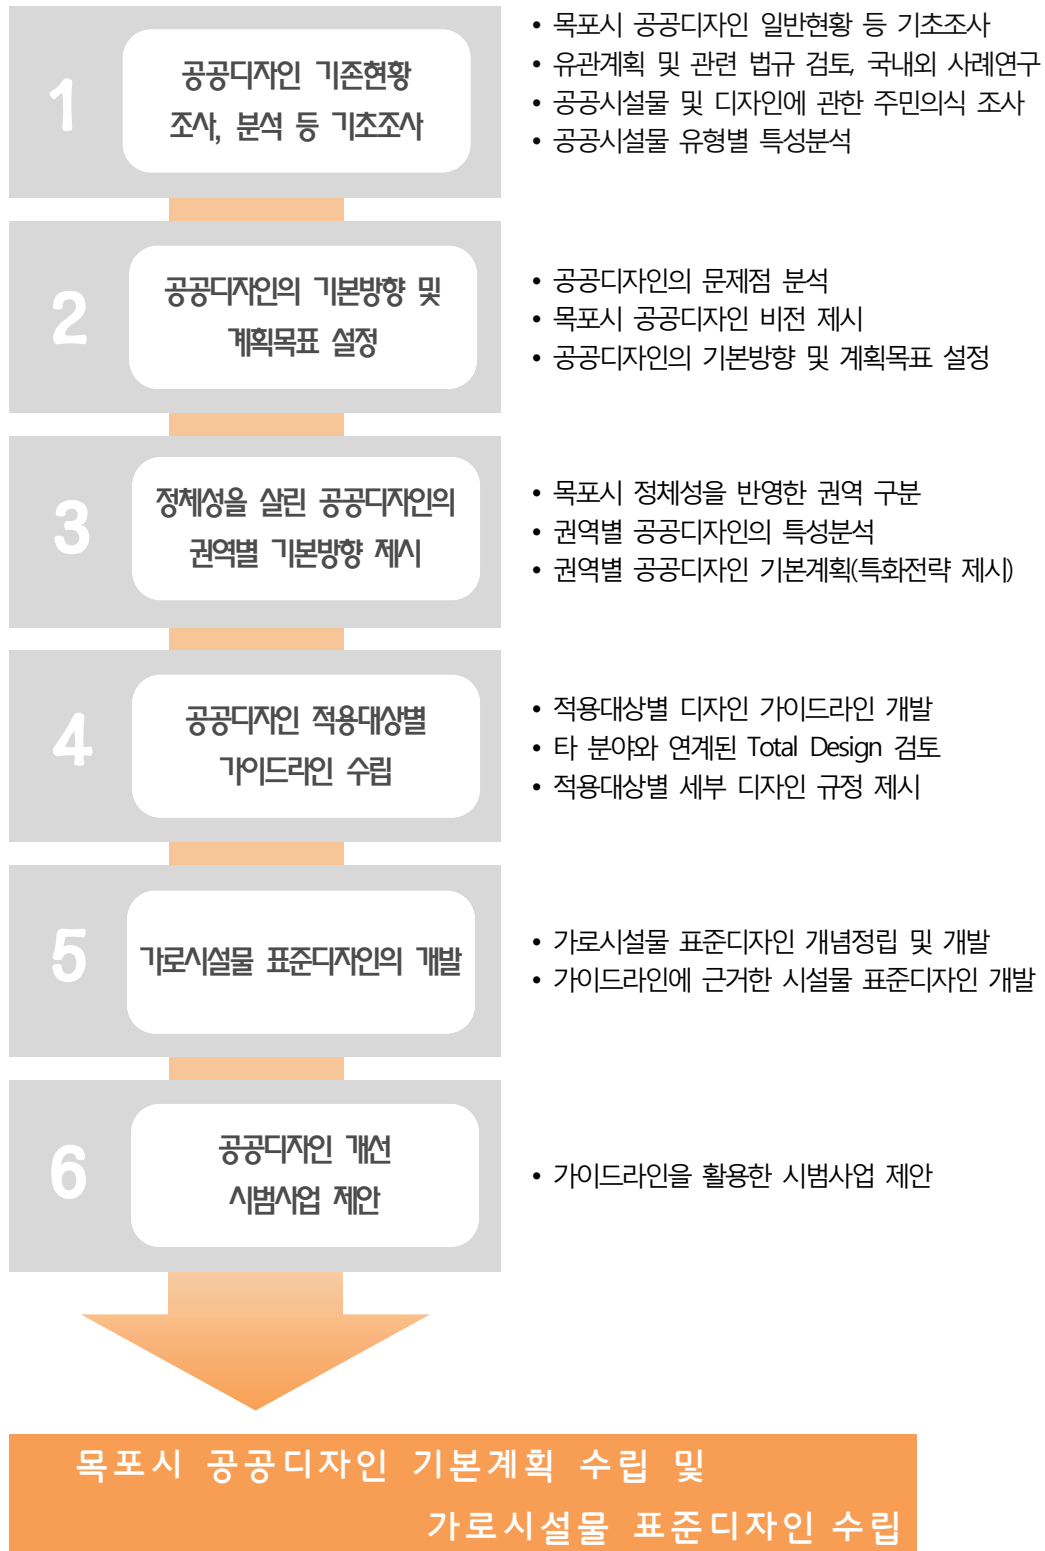 1
공공디자인 기존현황
조사, 분석 등 기초조사
• 목포시 공공디자인 일반현황 등 기초조사
• 유관계획 및 관련 법규 검토, 국내외 사례연구
• 공공시설물 및 디자인에 관한 주민의식 조사
• 공공시설물 유형별 특성분석
2
공공디자인의 기본방향 및
계획목표 설정
• 공공디자인의 문제점 분석
• 목포시 공공디자인 비전 제시
• 공공디자인의 기본방향 및 계획목표 설정
3
정체성을 살린 공공디자인의
권역별 기본방향 제시
• 목포시 정체성을 반영한 권역 구분
• 권역별 공공디자인의 특성분석
• 권역별 공공디자인 기본계획(특화전략 제시)
4
공공디자인 적용대상별
가이드라인 수립
• 적용대상별 디자인 가이드라인 개발
• 타 분야와 연계된 Total Design 검토
• 적용대상별 세부 디자인 규정 제시
5
가로시설물 표준디자인의 개발
• 가로시설물 표준디자인 개념정립 및 개발
• 가이드라인에 근거한 시설물 표준디자인 개발
6
공공디자인 개선
시범사업 제안
• 가이드라인을 활용한 시범사업 제안
목포시 공공디자인 기본계획 수립 및
가로시설물 표준디자인 수립